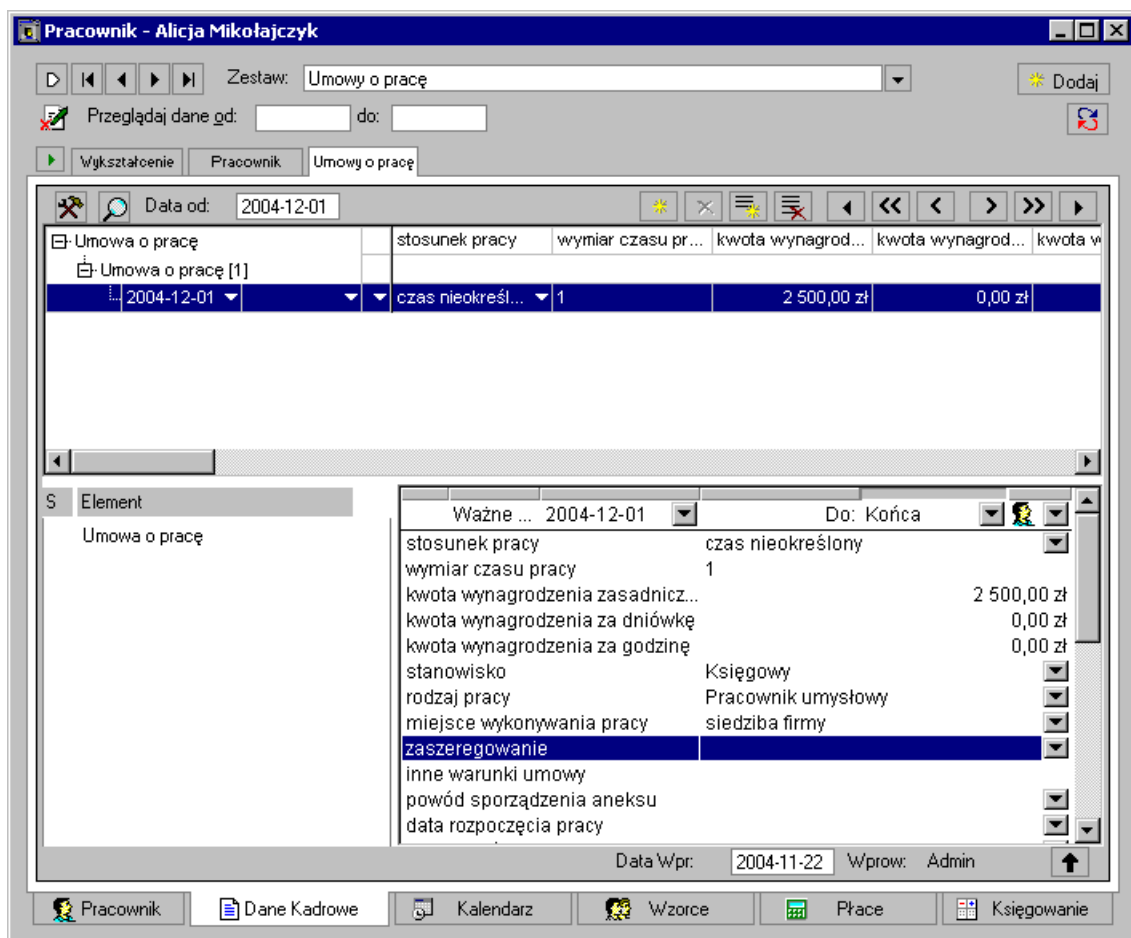 Pracownik - Alicja Mikołajczyk
Zestaw: Umowy o pracę Dodaj
Przeglądaj dane od: do:
Wykształcenie Pracownik Umowy o pracę
Data od: 2004-12-01
Umowa o pracę stosunek pracy wymiar czasu pr... kwota wynagrod... kwota wynagrod... kwota w
Umowa o pracę [1]
2004-12-01 czas nieokreśl... 1 2 500,00 zł 0,00 zł
S Element
Umowa o pracę
Ważne ... 2004-12-01 Do: Końca
stosunek pracy czas nieokreślony
wymiar czasu pracy 1
kwota wynagrodzenia zasadnicz... 2 500,00 zł
kwota wynagrodzenia za dniówkę 0,00 zł
kwota wynagrodzenia za godzinę 0,00 zł
stanowisko Księgowy
rodzaj pracy Pracownik umysłowy
miejsce wykonywania pracy siedziba firmy
zaszeregowanie
inne warunki umowy
powód sporządzenia aneksu
data rozpoczęcia pracy
Data Wpr: 2004-11-22 Wprow: Admin
Pracownik Dane Kadrowe Kalendarz Wzorce Płace Księgowanie